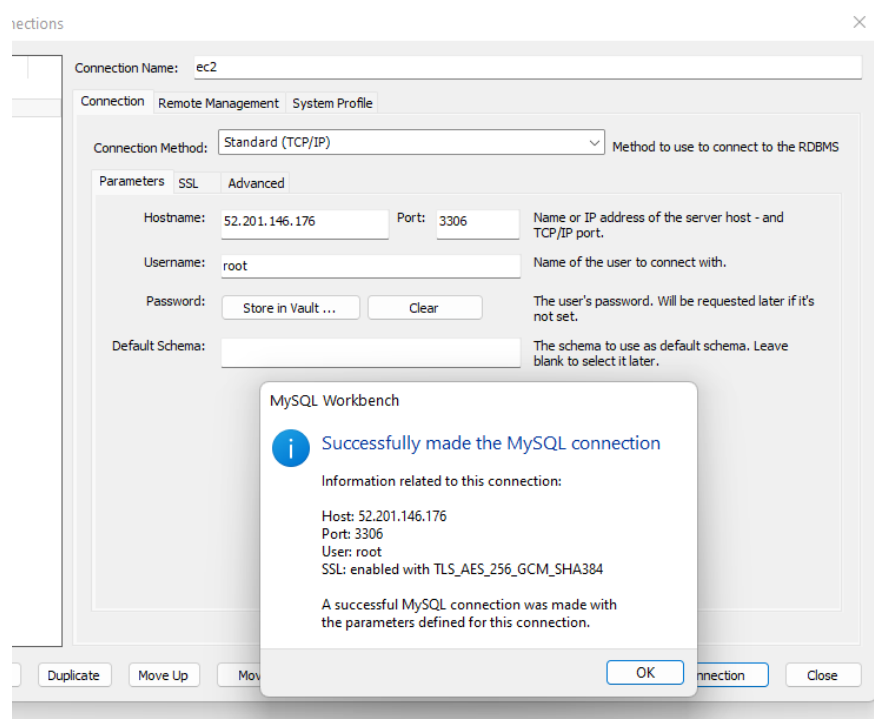 Connection Name: ec2
Connection Remote Management System Profile
Connection Method: Standard (TCP/IP) Method to use to connect to the RDBMS
Parameters SSL Advanced
Hostname: 52.201.146.176 Port: 3306 Name or IP address of the server host - and
TCP/IP port.
Username: root Name of the user to connect with.
Password: Store in Vault ... Clear The user's password. Will be requested later if it's
not set.
Default Schema: The schema to use as default schema. Leave
blank to select it later.
MySQL Workbench
Successfully made the MySQL connection
Information related to this connection:
Host: 52.201.146.176
Port: 3306
User: root
SSL: enabled with TLS_AES_256_GCM_SHA384
A successful MySQL connection was made with
the parameters defined for this connection.
OK
Duplicate Move Up Close